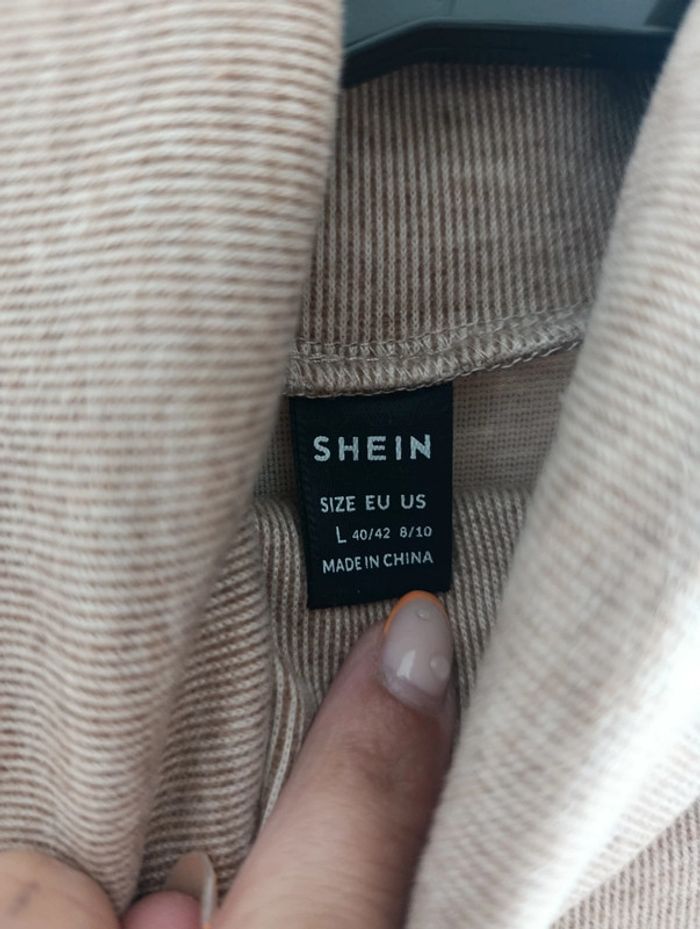 SHEIN
SIZE EU US
L 40/42 8/10
MADE IN CHINA